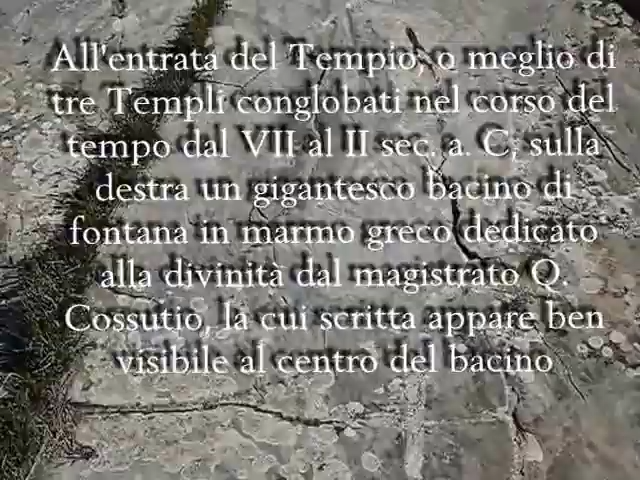 All'entrata del Tempio, o meglio di
tre Templi conglobati nel corso del
tempo dal VII al II sec. a. C, sulla
destra un gigantesco bacino di
fontana in marmo greco dedicato
alla divinità dal magistrato Q.
Cossutio, la cui scritta appare ben
visibile al centro del bacino